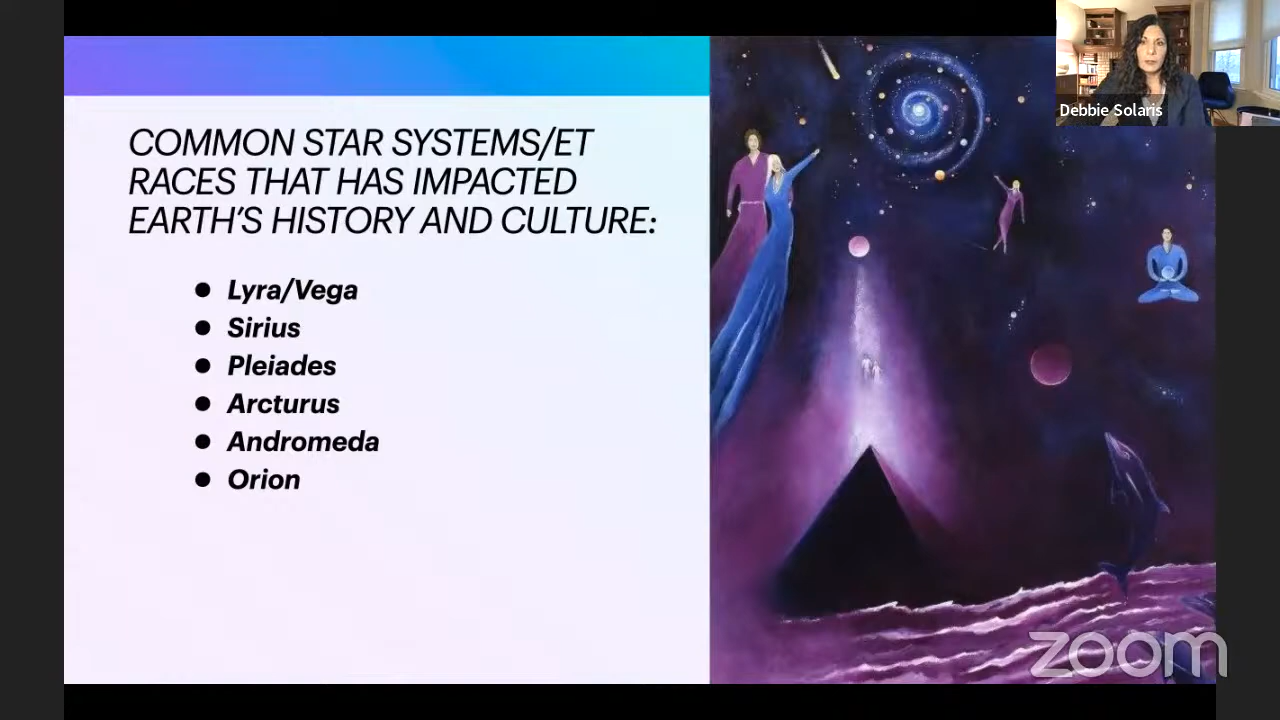 Debbie Solaris
COMMON STAR SYSTEMS/ET
RACES THAT HAS IMPACTED
EARTH'S HISTORY AND CULTURE:
● Lyra/Vega
● Sirius
● Pleiades
● Arcturus
● Andromeda
● Orion
zoom